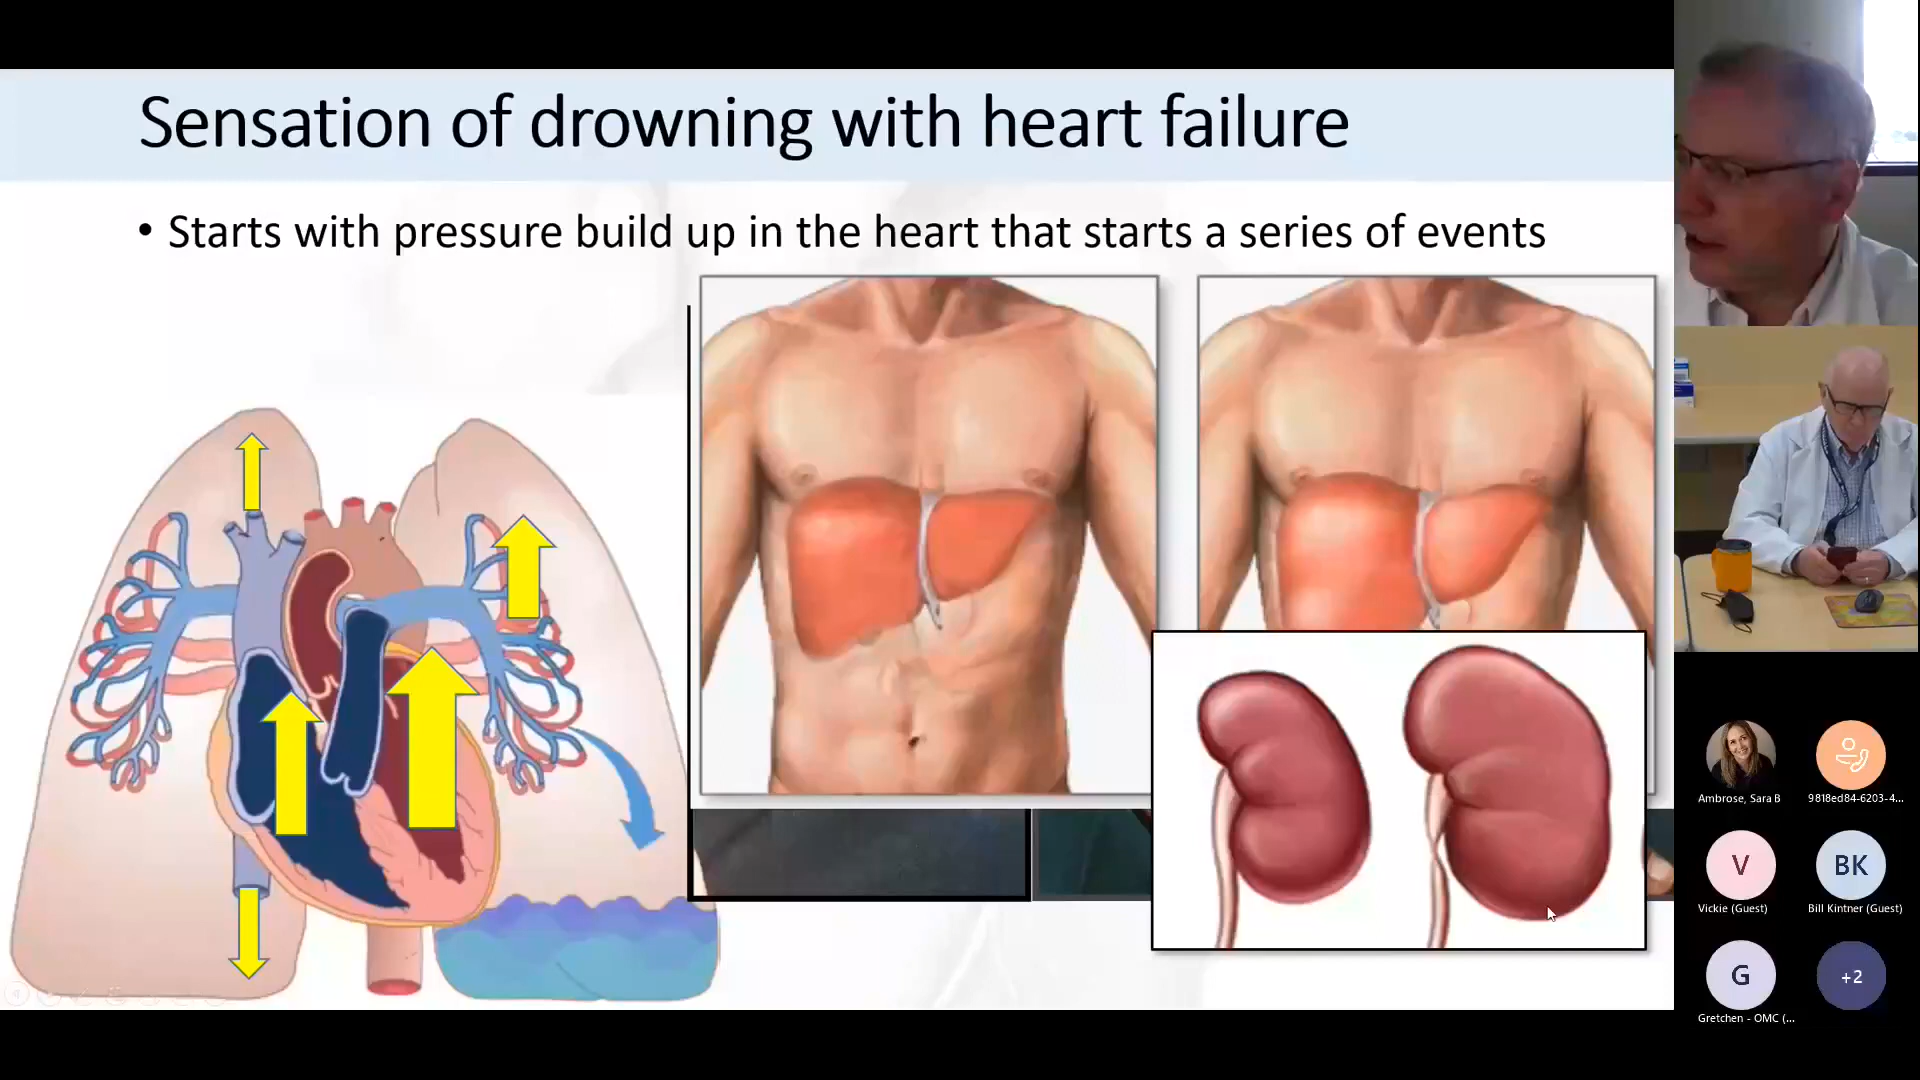 Sensation of drowning with heart failure
• Starts with pressure build up in the heart that starts a series of events
Ambrose, Sara B
9818ed84-6203-4...
V
Vickie (Guest)
BK
Bill Kintner (Guest)
G
Gretchen - OMC (...
+2